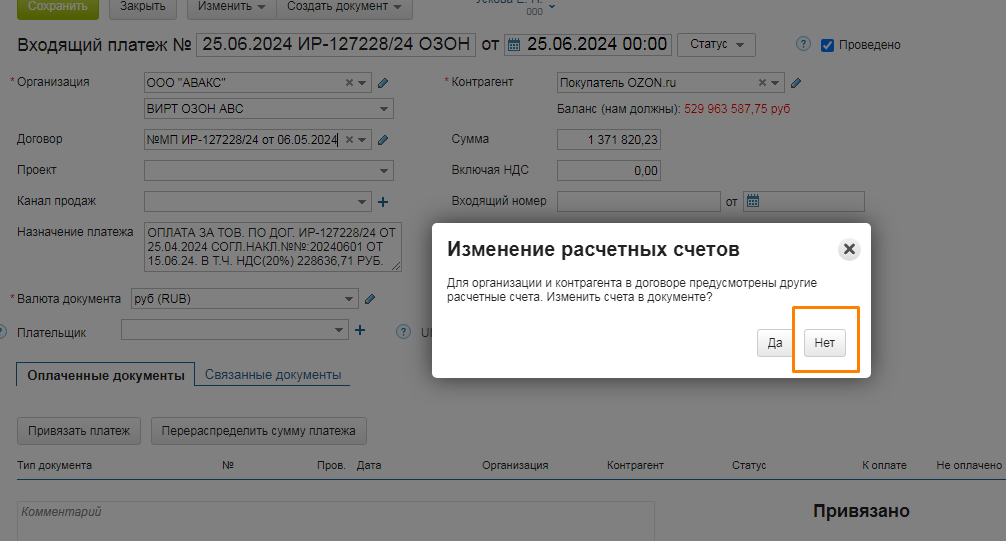 Сохранить Закрыть Изменить Создать документ
Входящий платеж № 25.06.2024 ИР-127228/24 ОЗОН от 25.06.2024 00:00 Статус ? Проведено
* Организация ООО "АВАКС" * Контрагент Покупатель OZON.ru
ВИРТ ОЗОН АВС Баланс (нам должны): 529 963 587,75 руб
Договор №МП ИР-127228/24 от 06.05.2024 Сумма 1 371 820,23
Проект Включая НДС 0,00
Канал продаж Входящий номер от
Назначение платежа ОПЛАТА ЗА ТОВ. ПО ДОГ. ИР-127228/24 ОТ
25.04.2024 СОГЛ.НАКЛ.№№:20240601 ОТ
15.06.24. В Т.Ч. НДС(20%) 228636,71 РУБ.
Изменение расчетных счетов
Для организации и контрагента в договоре предусмотрены другие
расчетные счета. Изменить счета в документе?
Да Нет
* Валюта документа руб (RUB)
? Плательщик ?
Оплаченные документы Связанные документы
Привязать платеж Перераспределить сумму платежа
Тип документа № Пров. Дата Организация Контрагент Статус К оплате Не оплачено
Комментарий Привязано